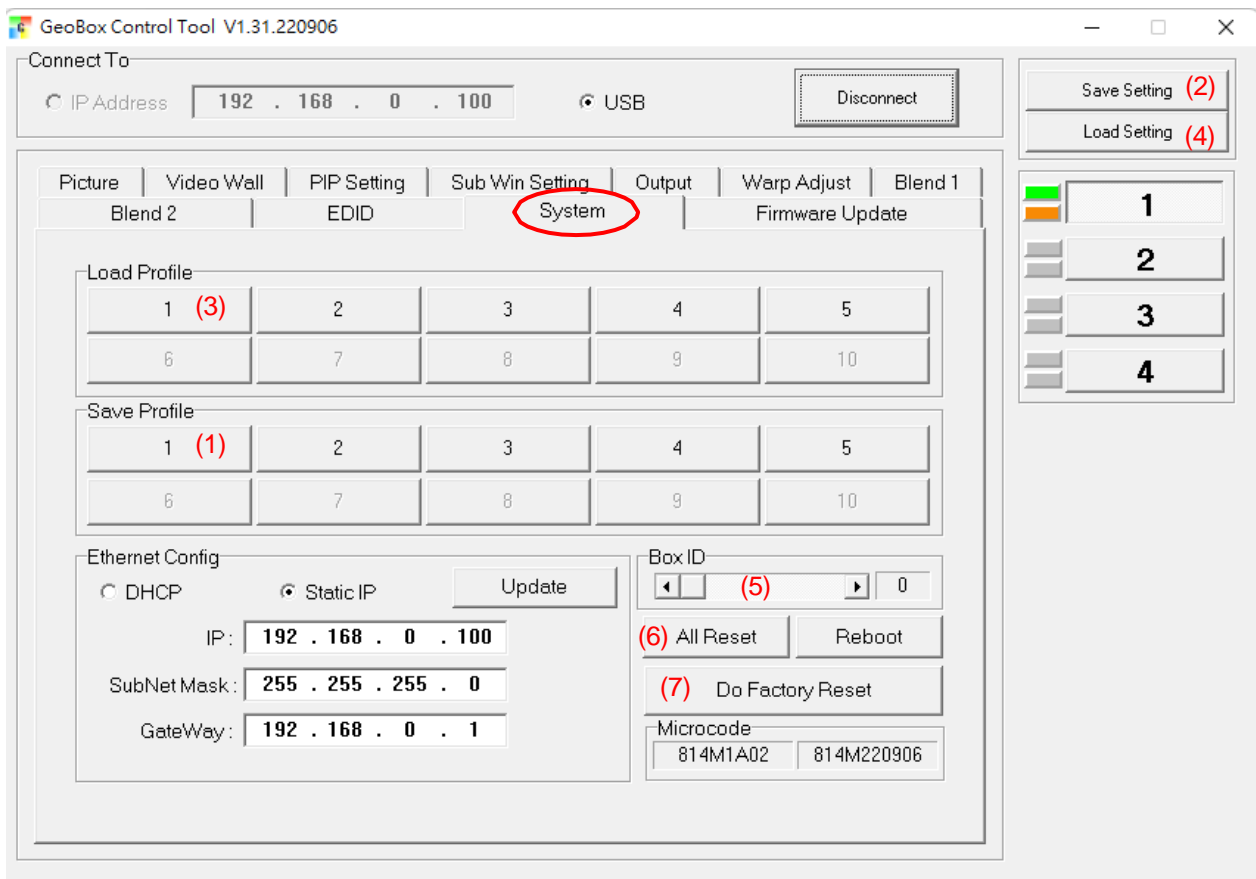 GeoBox Control Tool V1.31.220906
Connect To
IP Address 192 . 168 . 0 . 100 USB Disconnect
Save Setting (2)
Load Setting (4)
Picture Video Wall PIP Setting Sub Win Setting Output Warp Adjust Blend 1
Blend 2 EDID System Firmware Update
1
2
3
4
Load Profile
1 (3) 2 3 4 5
6 7 8 9 10
Save Profile
1 (1) 2 3 4 5
6 7 8 9 10
Ethernet Config
DHCP Static IP Update
IP : 192 . 168 . 0 . 100
SubNet Mask : 255 . 255 . 255 . 0
GateWay : 192 . 168 . 0 . 1
Box ID
(5) 0
(6) All Reset Reboot
(7) Do Factory Reset
Microcode
814M1A02 814M220906